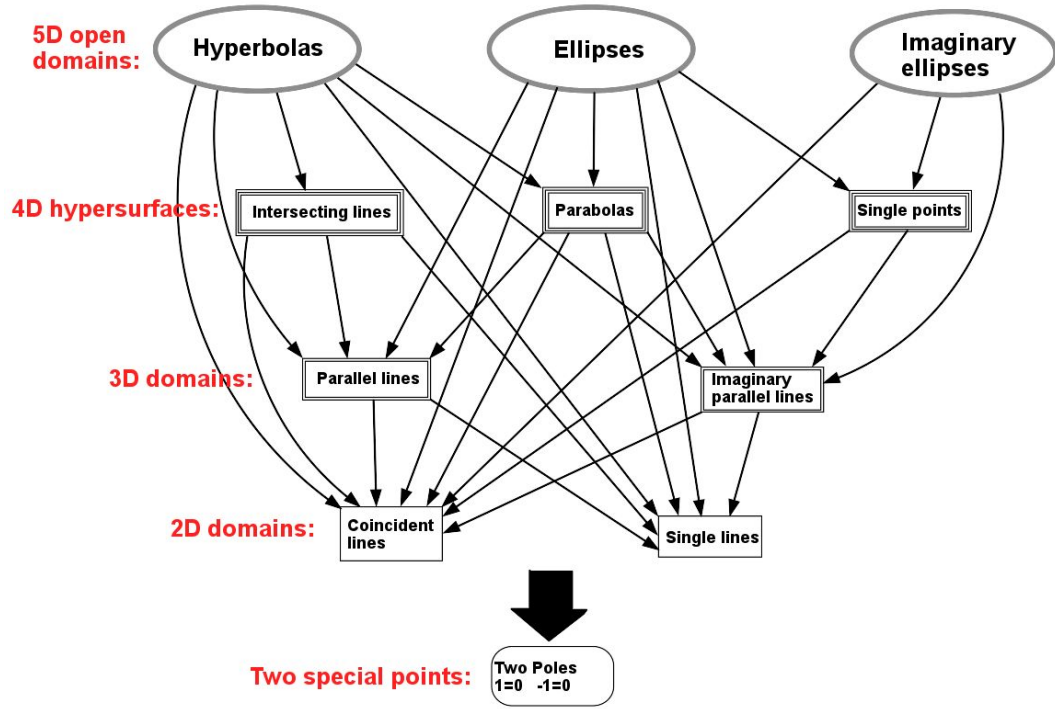 5D open
domains:
Hyperbolas
Ellipses
Imaginary
ellipses
4D hypersurfaces:
Intersecting lines
Parabolas
Single points
3D domains:
Parallel lines
Imaginary
parallel lines
2D domains:
Coincident
lines
Single lines
Two special points:
Two Poles
1=0 -1=0